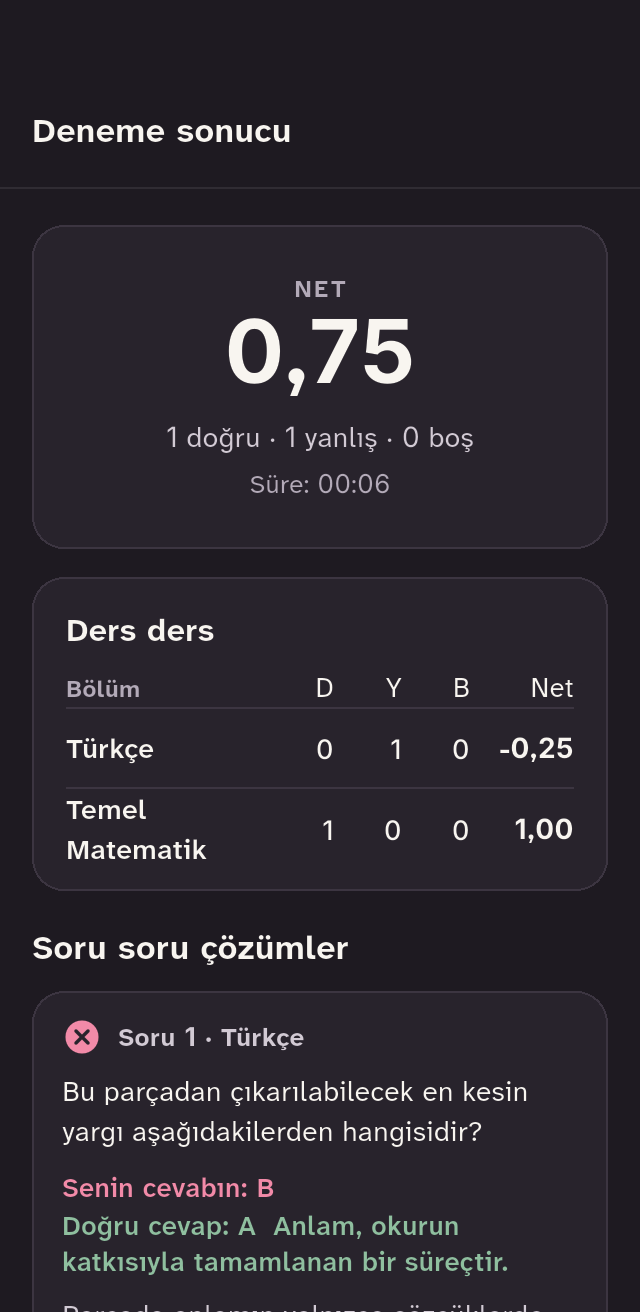 Deneme sonucu
NET
0,75
1 doğru · 1 yanlış · 0 boş
Süre: 00:06
Ders ders
Bölüm D Y B Net
Türkçe 0 1 0 -0,25
Temel
Matematik 1 0 0 1,00
Soru soru çözümler
Soru 1 · Türkçe
Bu parçadan çıkarılabilecek en kesin
yargı aşağıdakilerden hangisidir?
Senin cevabın: B
Doğru cevap: A Anlam, okurun
katkısıyla tamamlanan bir süreçtir.